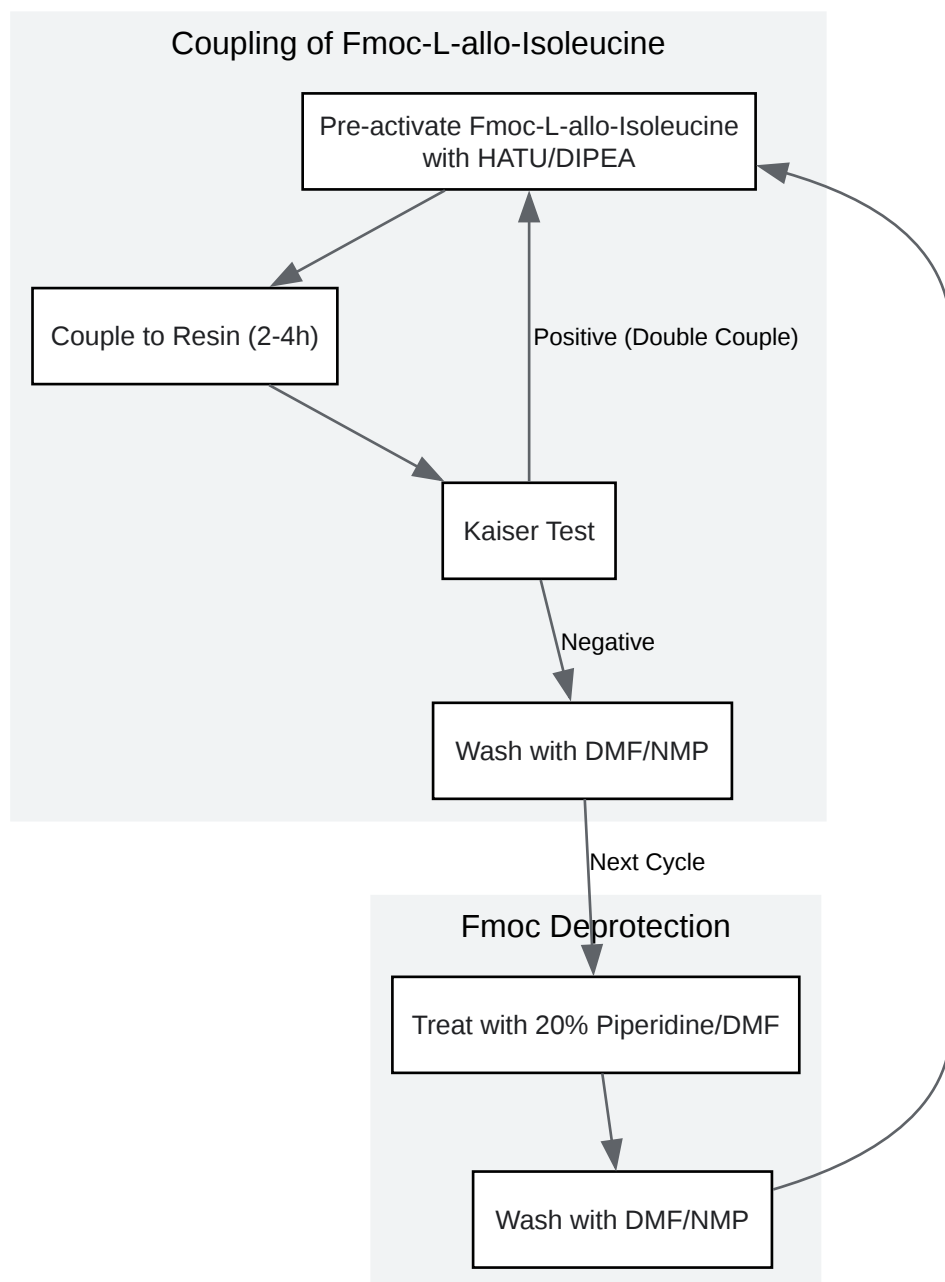 Coupling of Fmoc-L-allo-Isoleucine
Pre-activate Fmoc-L-allo-Isoleucine
with HATU/DIPEA
Couple to Resin (2-4h)
Positive (Double Couple)
Kaiser Test
Negative
Wash with DMF/NMP
Next Cycle
Fmoc Deprotection
Treat with 20% Piperidine/DMF
Wash with DMF/NMP